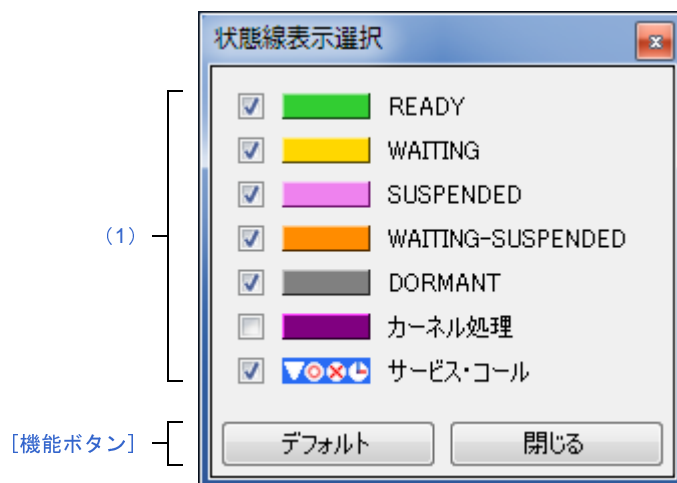 状態線表示選択
READY
WAITING
SUSPENDED
(1)
WAITING-SUSPENDED
DORMANT
カーネル処理
サービス・コール
[機能ボタン]
デフォルト
閉じる